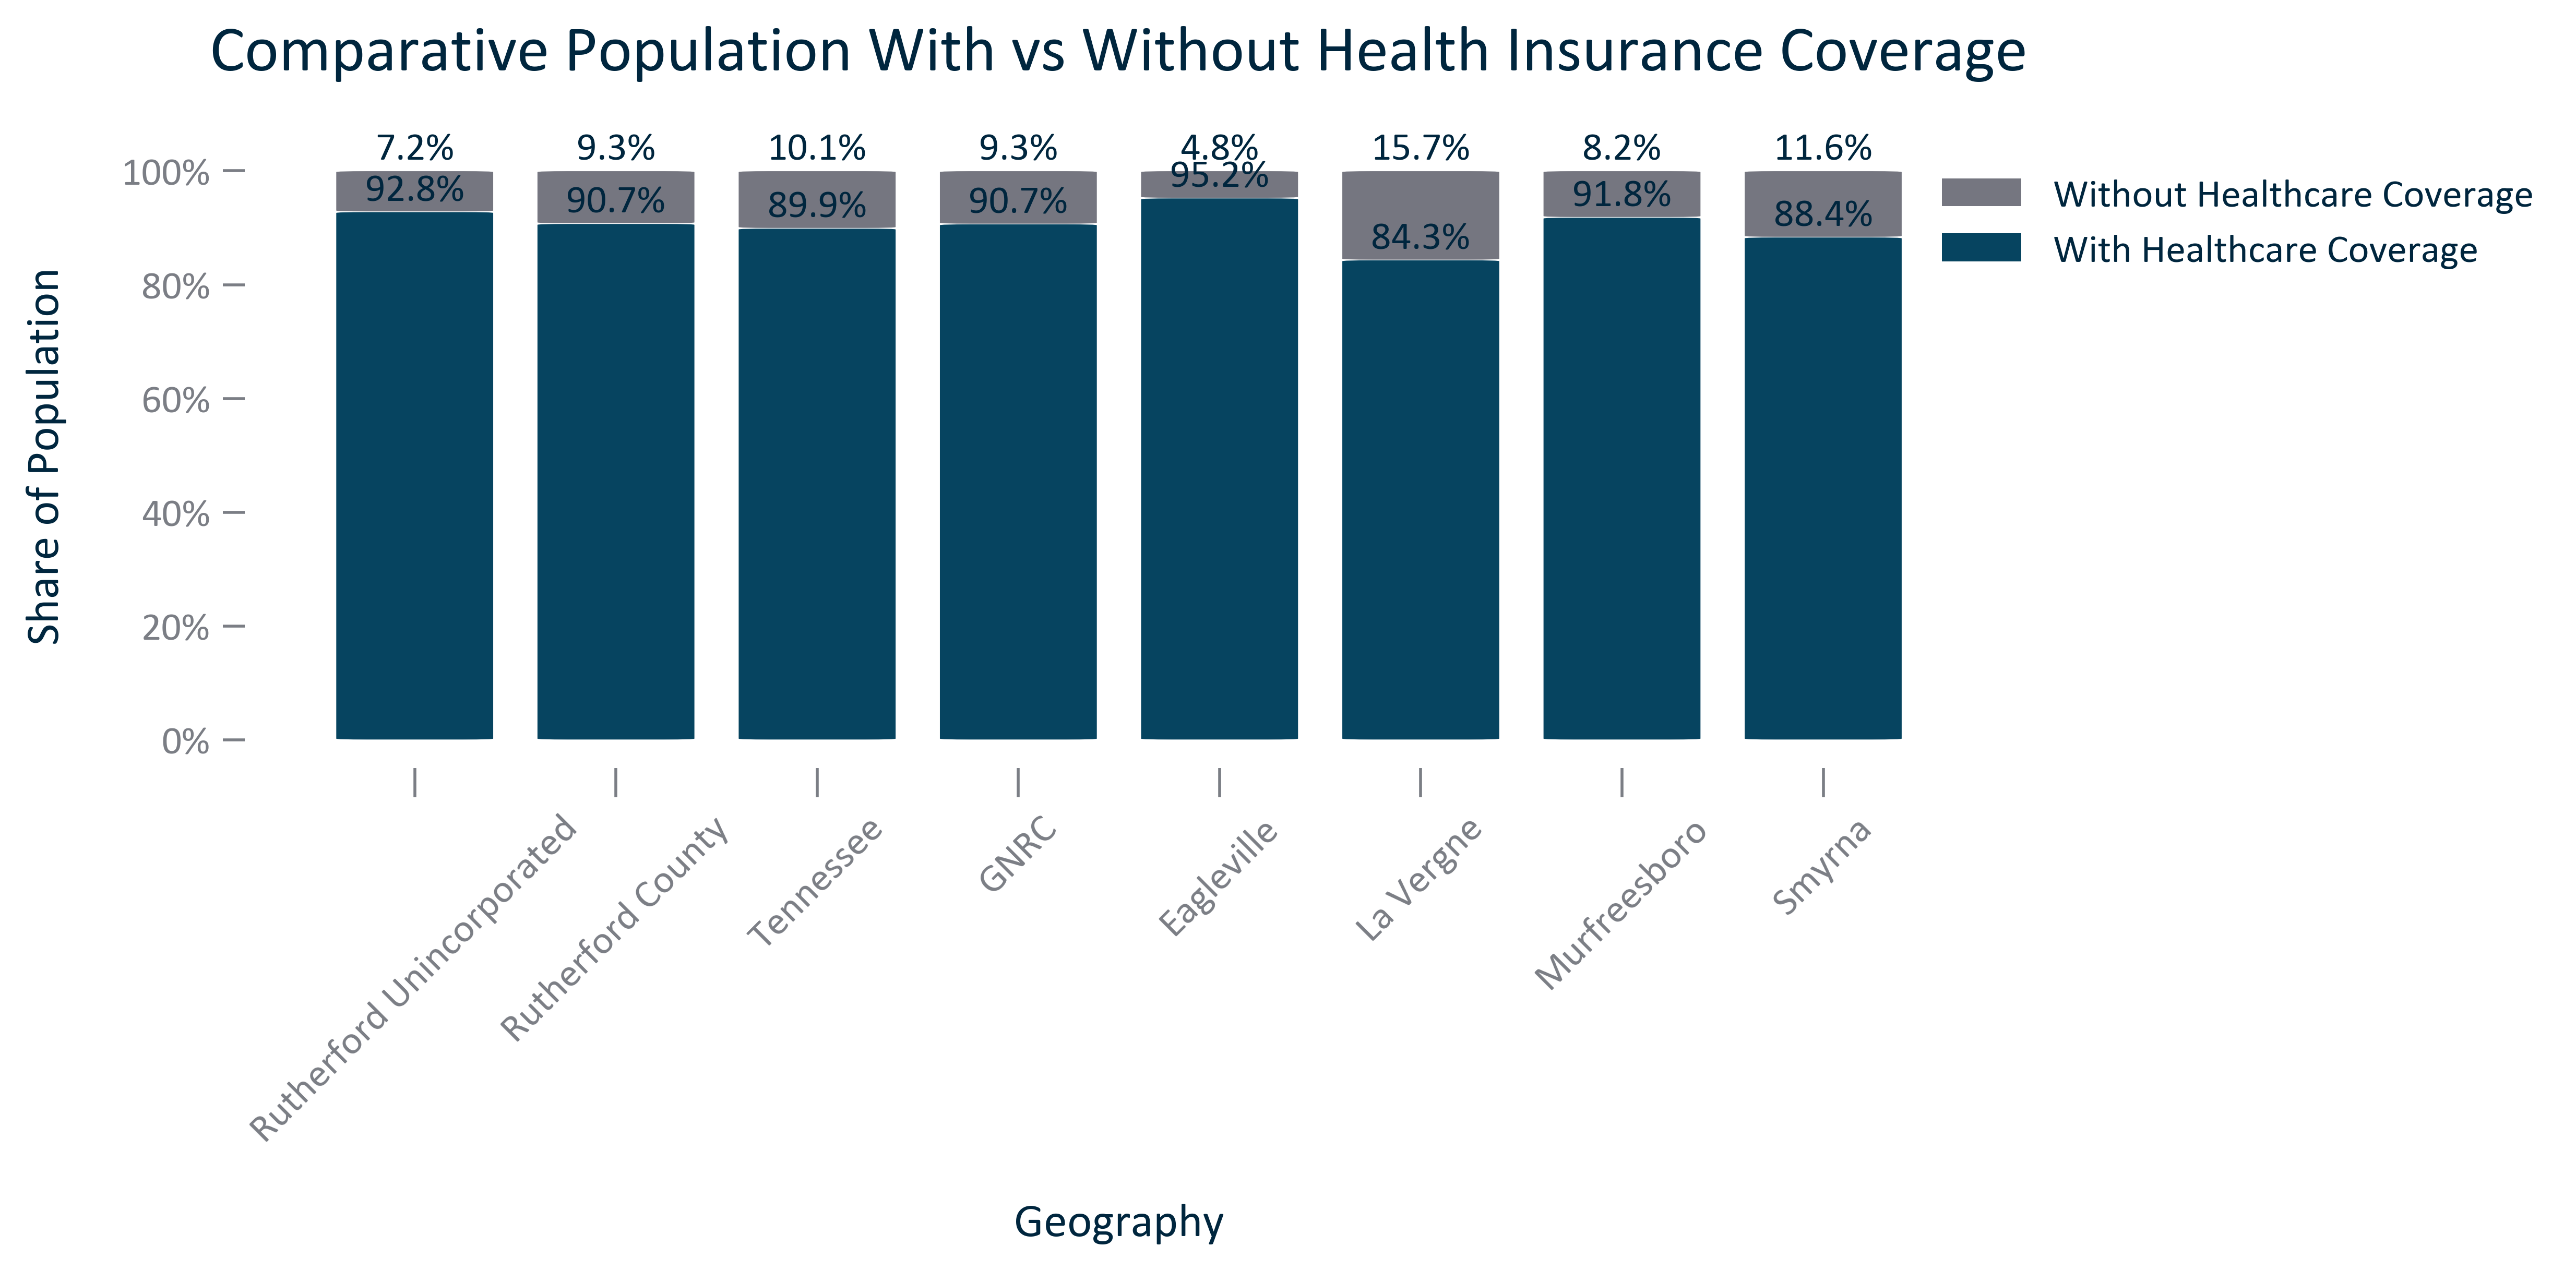 Comparative Population With vs Without Health Insurance Coverage
7.2% 9.3% 10.1% 9.3% 4.8% 15.7% 8.2% 11.6%
100%
92.8% 90.7% 89.9% 90.7% 95.2% 84.3% 91.8% 88.4%
Without Healthcare Coverage
With Healthcare Coverage
80%
60%
40%
20%
0%
Share of Population
Rutherford Unincorporated
Rutherford County
Tennessee
GNRC
Eagleville
La Vergne
Murfreesboro
Smyrna
Geography